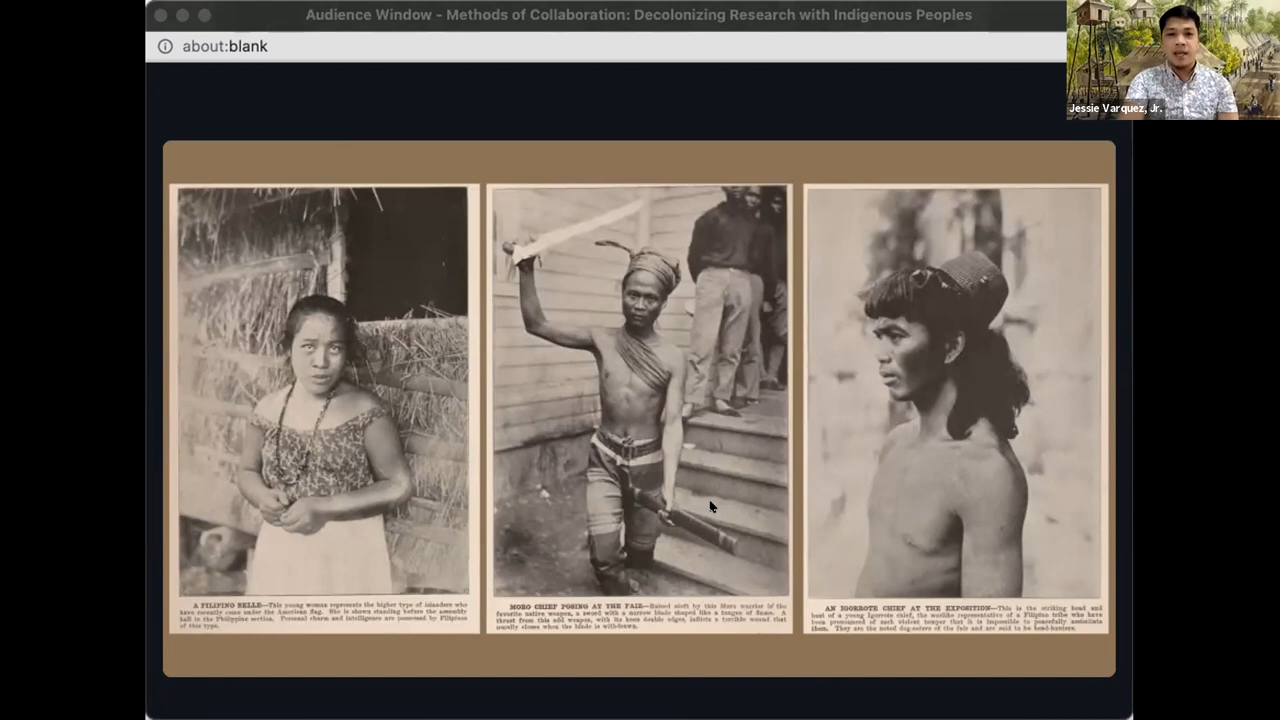 Audience Window - Methods of Collaboration: Decolonizing Research with Indigenous Peoples
about:blank
Jessie Varquez, Jr.
A FILIPINO BELLE—This young woman represents the higher type of islanders who
have recently come under the American flag. She is shown standing before the assembly
hall in the Philippine section. Personal charm and intelligence are possessed by Filipinos
of this type.
MORO CHIEF POSING AT THE FAIR—Raised aloft by this Moro warrior is the
favorite native weapon, a sword with a narrow blade shaped like a tongue of flame. A
thrust from this odd weapon, with its keen double edges, inflicts a terrible wound that
usually closes when the blade is withdrawn.
AN IGORROTE CHIEF AT THE EXPOSITION—This is the striking head and
bust of a young Igorrote chief, the warlike representative of a Filipino tribe who have
been pronounced of such violent temper that it is impossible to peacefully assimilate
them. They are the noted dog-eaters of the fair and are said to be head-hunters.